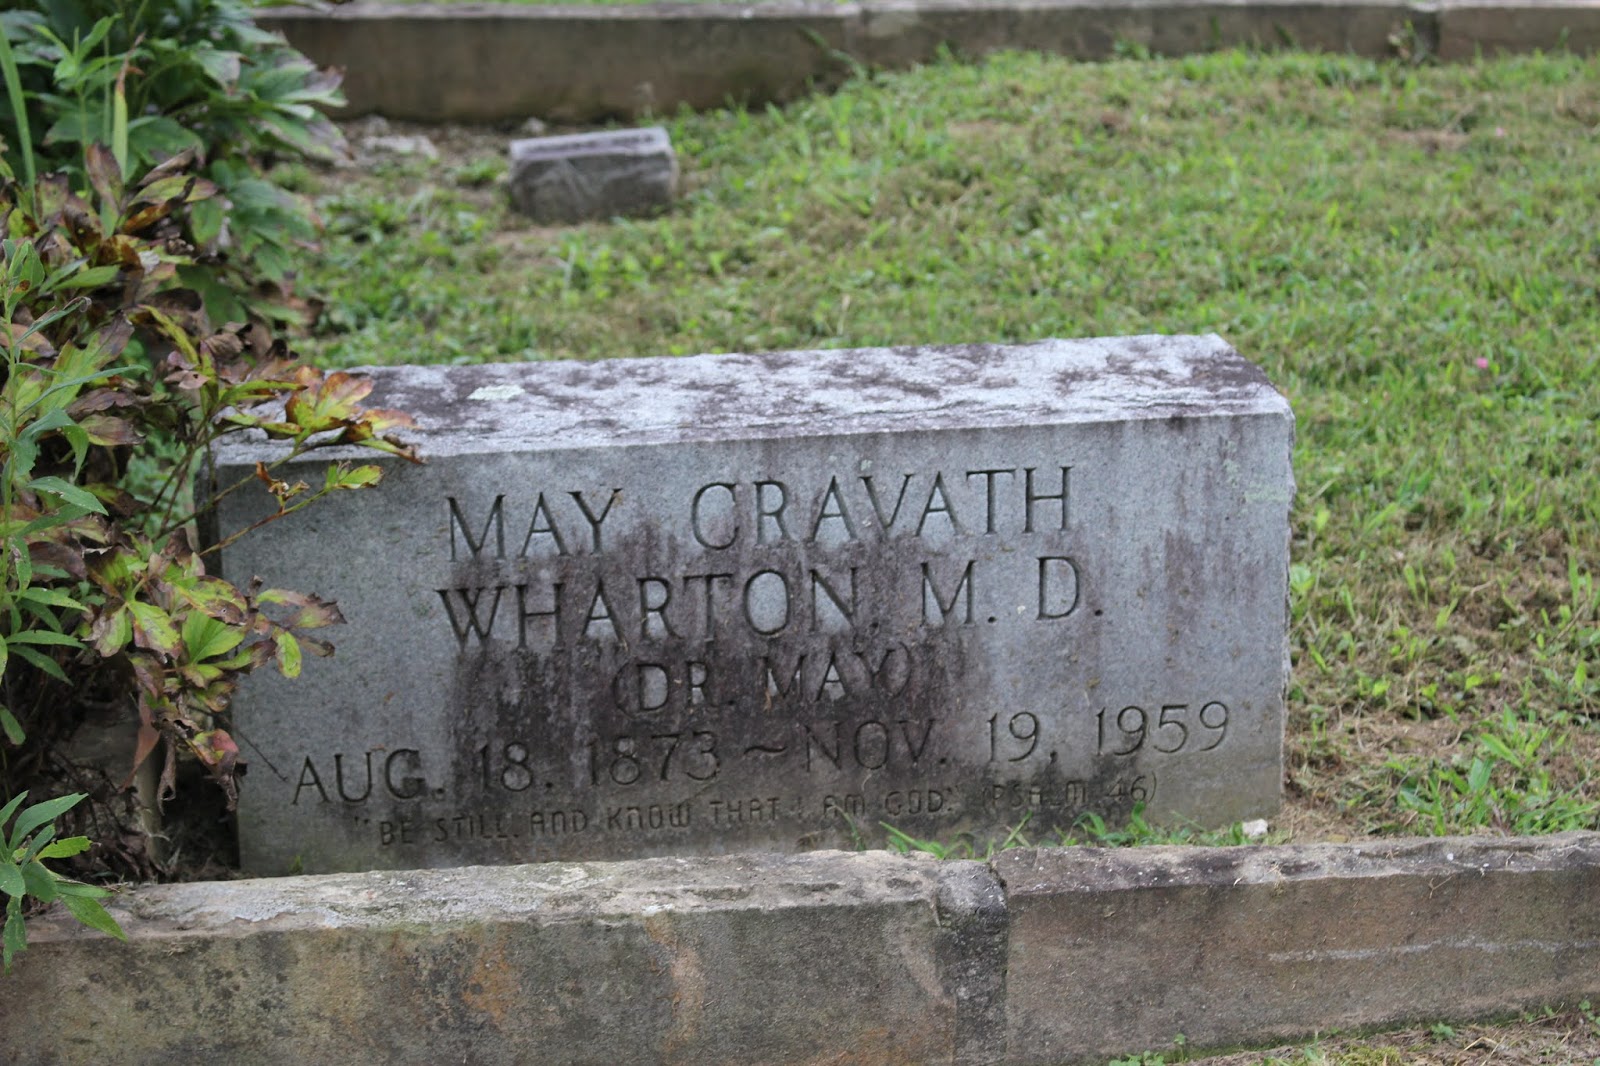 MAY CRAVATH
WHARTON, M. D.
(DR. MAY)
AUG. 18, 1873 ~ NOV. 19, 1959
"BE STILL, AND KNOW THAT I AM GOD." (PSALM 46)